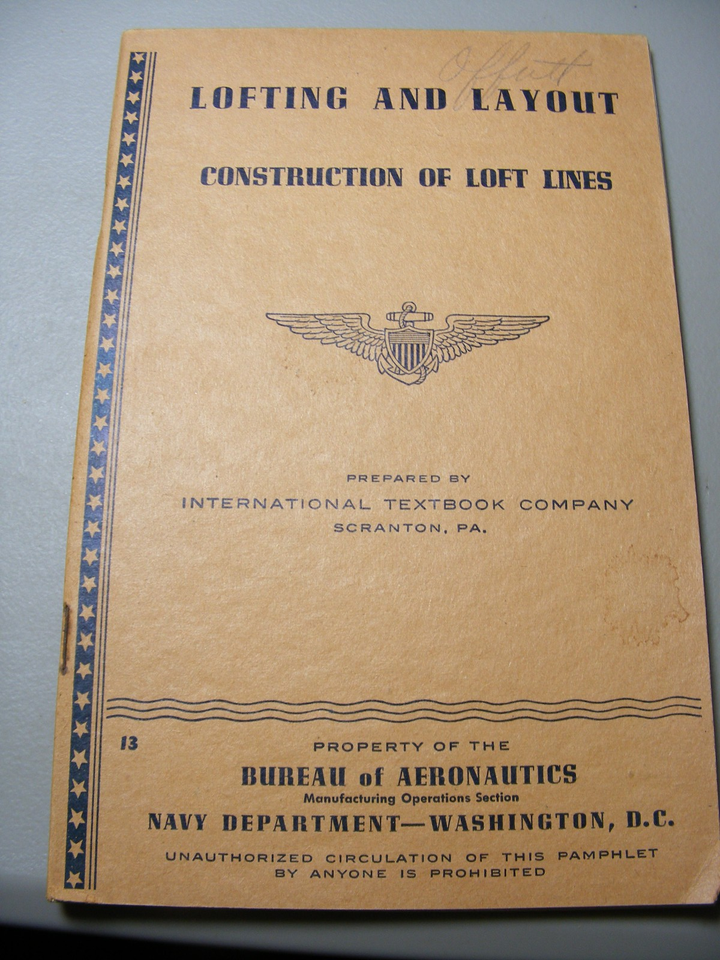 Offutt
LOFTING AND LAYOUT
CONSTRUCTION OF LOFT LINES
PREPARED BY
INTERNATIONAL TEXTBOOK COMPANY
SCRANTON, PA.
13
PROPERTY OF THE
BUREAU of AERONAUTICS
Manufacturing Operations Section
NAVY DEPARTMENT—WASHINGTON, D.C.
UNAUTHORIZED CIRCULATION OF THIS PAMPHLET
BY ANYONE IS PROHIBITED